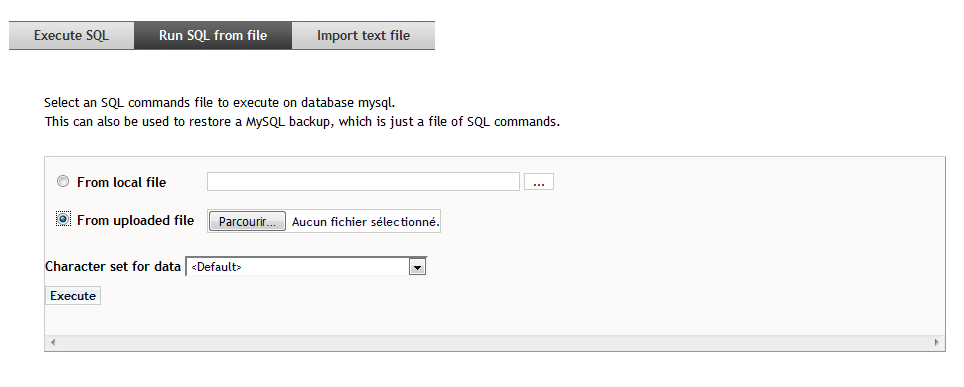 Execute SQL
Run SQL from file
Import text file
Select an SQL commands file to execute on database mysql.
This can also be used to restore a MySQL backup, which is just a file of SQL commands.
From local file
...
From uploaded file
Parcourir... Aucun fichier sélectionné.
Character set for data <Default>
Execute